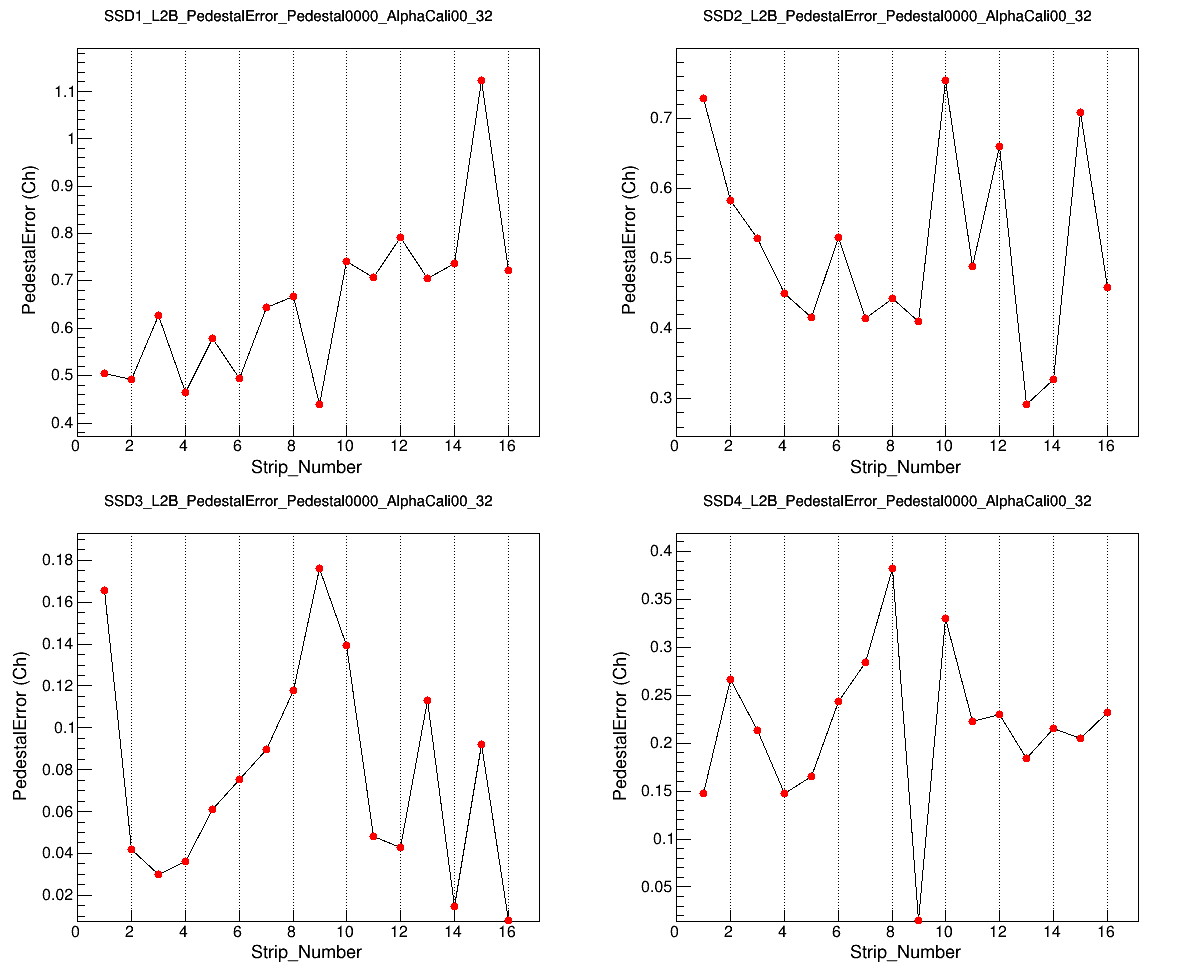 SSD1_L2B_PedestalError_Pedestal0000_AlphaCali00_32
PedestalError (Ch)
1.1
1
0.9
0.8
0.7
0.6
0.5
0.4
0 2 4 6 8 10 12 14 16
Strip_Number
SSD2_L2B_PedestalError_Pedestal0000_AlphaCali00_32
PedestalError (Ch)
0.7
0.6
0.5
0.4
0.3
0 2 4 6 8 10 12 14 16
Strip_Number
SSD3_L2B_PedestalError_Pedestal0000_AlphaCali00_32
PedestalError (Ch)
0.18
0.16
0.14
0.12
0.1
0.08
0.06
0.04
0.02
0 2 4 6 8 10 12 14 16
Strip_Number
SSD4_L2B_PedestalError_Pedestal0000_AlphaCali00_32
PedestalError (Ch)
0.4
0.35
0.3
0.25
0.2
0.15
0.1
0.05
0 2 4 6 8 10 12 14 16
Strip_Number